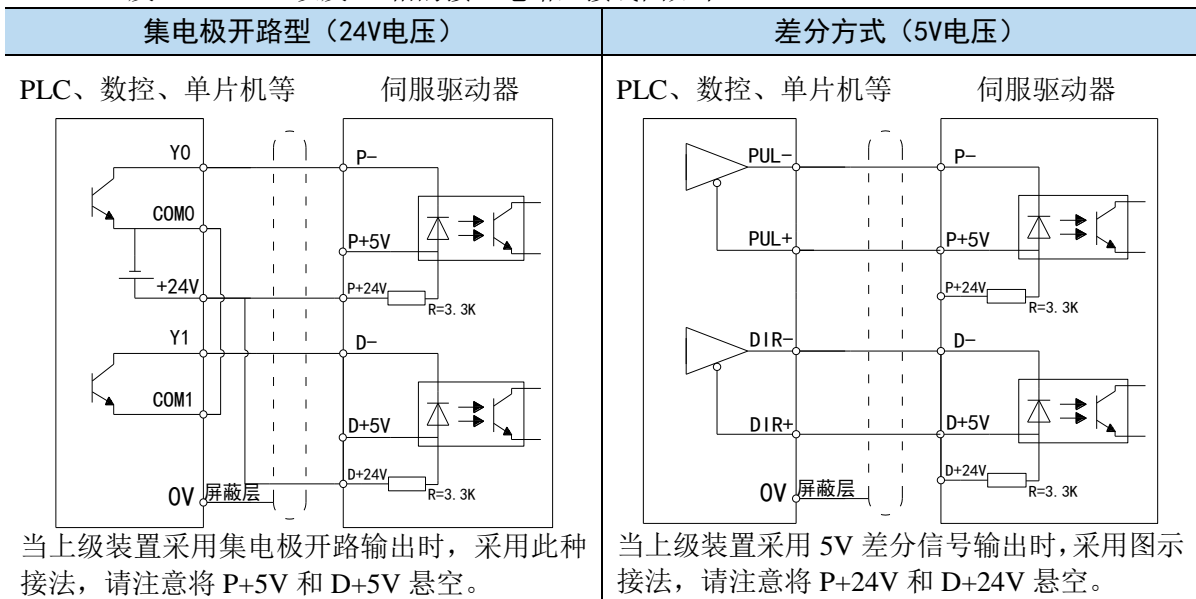 集电极开路型（24V电压）
差分方式（5V电压）
PLC、数控、单片机等 伺服驱动器
Y0
P-
COM0
P+5V
+24V
P+24V
R=3.3K
Y1
D-
COM1
D+5V
D+24V
R=3.3K
0V
屏蔽层
当上级装置采用集电极开路输出时，采用此种
接法，请注意将 P+5V 和 D+5V 悬空。
PLC、数控、单片机等 伺服驱动器
PUL-
P-
PUL+
P+5V
P+24V
R=3.3K
DIR-
D-
DIR+
D+5V
D+24V
R=3.3K
0V
屏蔽层
当上级装置采用 5V 差分信号输出时,采用图示
接法，请注意将 P+24V 和 D+24V 悬空。